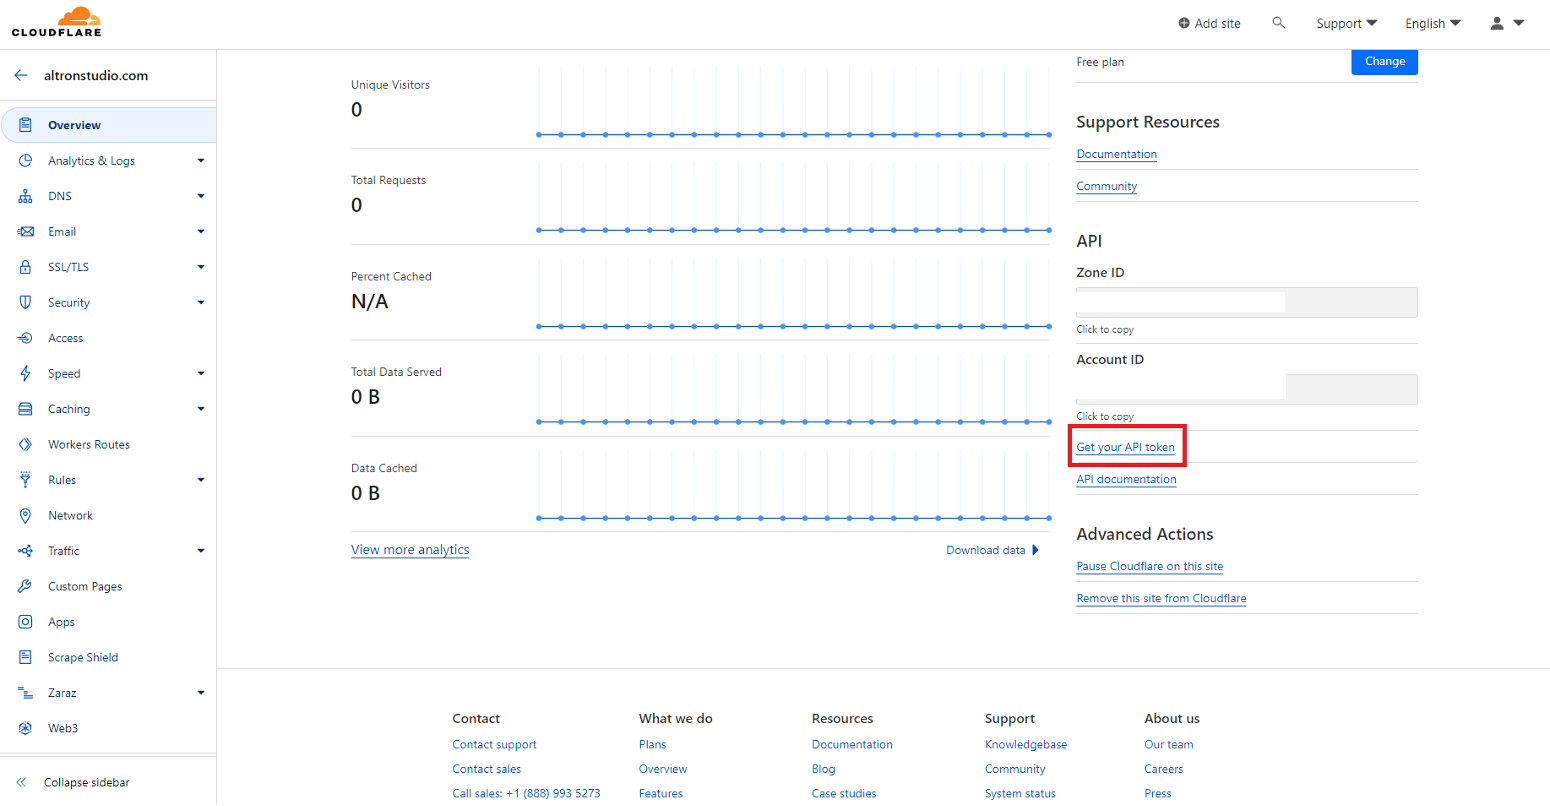 CLOUDFLARE
Add site
Support
English
altronstudio.com
Overview
Analytics & Logs
DNS
Email
SSL/TLS
Security
Access
Speed
Caching
Workers Routes
Rules
Network
Traffic
Custom Pages
Apps
Scrape Shield
Zaraz
Web3
Collapse sidebar
Unique Visitors
0
Total Requests
0
Percent Cached
N/A
Total Data Served
0 B
Data Cached
0 B
View more analytics
Download data
Free plan
Change
Support Resources
Documentation
Community
API
Zone ID
Click to copy
Account ID
Click to copy
Get your API token
API documentation
Advanced Actions
Pause Cloudflare on this site
Remove this site from Cloudflare
Contact
Contact support
Contact sales
Call sales: +1 (888) 993 5273
What we do
Plans
Overview
Features
Resources
Documentation
Blog
Case studies
Support
Knowledgebase
Community
System status
About us
Our team
Careers
Press